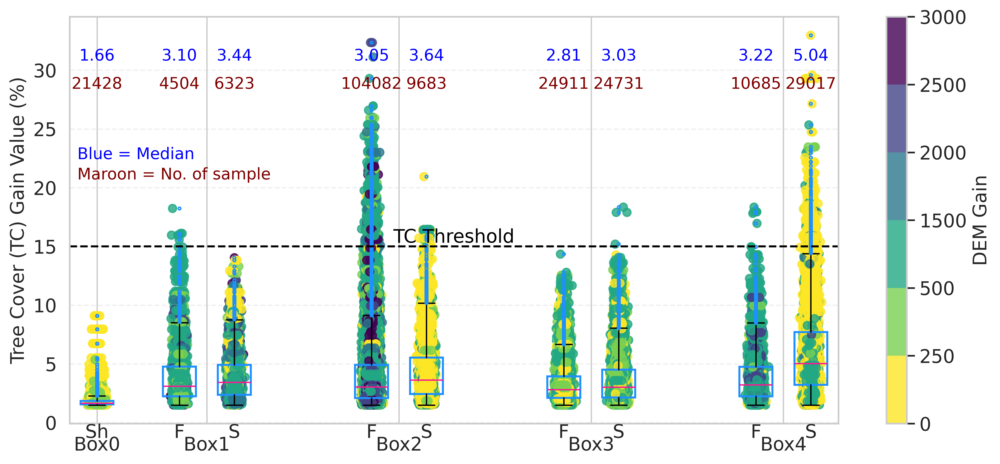 Tree Cover (TC) Gain Value (%)
30
25
20
15
10
5
0
1.66 3.10 3.44 3.05 3.64 2.81 3.03 3.22 5.04
21428 4504 6323 104082 9683 24911 24731 10685 29017
Blue = Median
Maroon = No. of sample
TC Threshold
Sh F S F S F S F S
Box0 Box1 Box2 Box3 Box4
3000
2500
2000
1500
500
250
0
DEM Gain